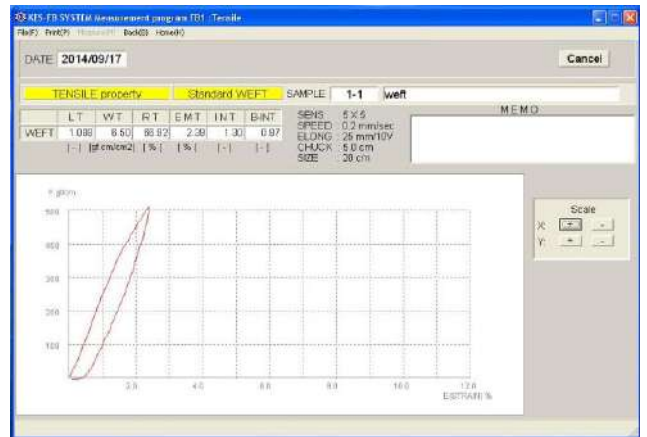 KES-FB SYSTEM Measurement program FB1 : Tensile
File(F) Print(P) Measure(M) Back(B) Home(H)
DATE 2014/09/17 Cancel
TENSILE property Standard WEFT SAMPLE 1-1 weft
LT WT RT EMT INT B-INT
WEFT 6.50 2.39 1.30 0.97
[-] [gf cm/cm2] [%] [%] [-] [-]
SENS : 5 X 5
SPEED : 0.2 mm/sec
ELONG : 25 mm/10V
CHUCK : 5.0 cm
SIZE : 20 cm
MEMO
Scale
X: + -
Y: + -
F gf/cm
500
400
300
200
100
2.0 4.0 6.0 8.0 10.0 12.0
E(STRAIN) %